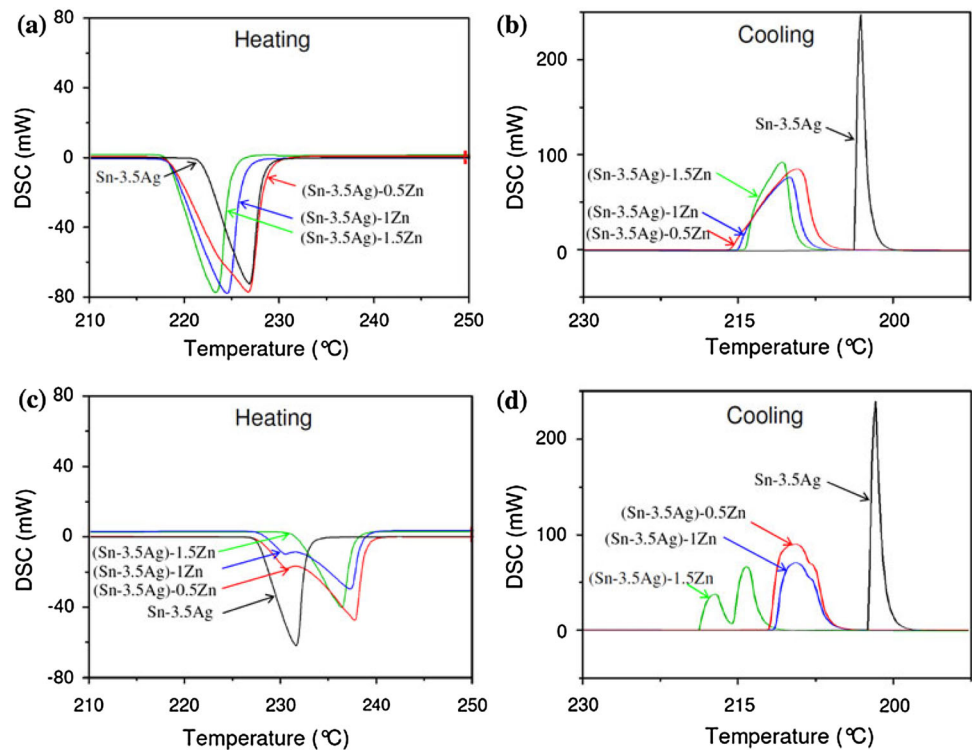 (a)
Heating
DSC (mW)
80
40
0
-40
-80
Sn-3.5Ag
(Sn-3.5Ag)-0.5Zn
(Sn-3.5Ag)-1Zn
(Sn-3.5Ag)-1.5Zn
210 220 230 240 250
Temperature (°C)
(b)
Cooling
DSC (mW)
200
100
0
Sn-3.5Ag
(Sn-3.5Ag)-1.5Zn
(Sn-3.5Ag)-1Zn
(Sn-3.5Ag)-0.5Zn
230 215 200
Temperature (°C)
(c)
Heating
DSC (mW)
80
40
0
-40
-80
(Sn-3.5Ag)-1.5Zn
(Sn-3.5Ag)-1Zn
(Sn-3.5Ag)-0.5Zn
Sn-3.5Ag
210 220 230 240 250
Temperature (°C)
(d)
Cooling
DSC (mW)
200
100
0
Sn-3.5Ag
(Sn-3.5Ag)-0.5Zn
(Sn-3.5Ag)-1Zn
(Sn-3.5Ag)-1.5Zn
230 215 200
Temperature (°C)